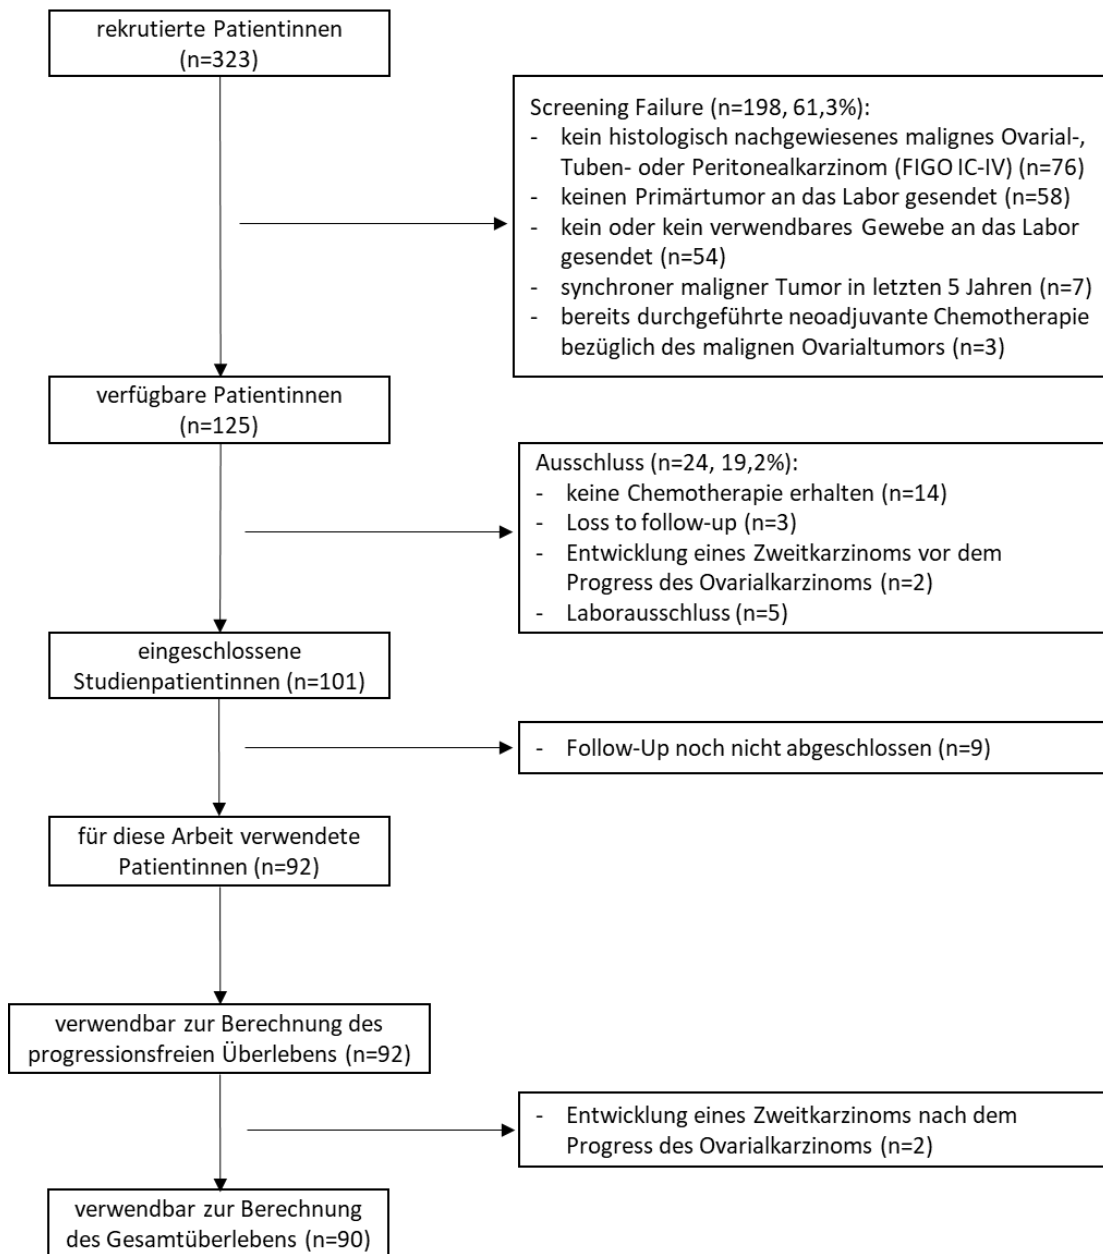 rekrutierte Patientinnen
(n=323)
Screening Failure (n=198, 61,3%):
- kein histologisch nachgewiesenes malignes Ovarial-,
Tuben- oder Peritonealkarzinom (FIGO IC-IV) (n=76)
- keinen Primärtumor an das Labor gesendet (n=58)
- kein oder kein verwendbares Gewebe an das Labor
gesendet (n=54)
- synchroner maligner Tumor in letzten 5 Jahren (n=7)
- bereits durchgeführte neoadjuvante Chemotherapie
bezüglich des malignen Ovarialtumors (n=3)
verfügbare Patientinnen
(n=125)
Ausschluss (n=24, 19,2%):
- keine Chemotherapie erhalten (n=14)
- Loss to follow-up (n=3)
- Entwicklung eines Zweitkarzinoms vor dem
Progress des Ovarialkarzinoms (n=2)
- Laborausschluss (n=5)
eingeschlossene
Studienpatientinnen (n=101)
- Follow-Up noch nicht abgeschlossen (n=9)
für diese Arbeit verwendete
Patientinnen (n=92)
verwendbar zur Berechnung des
progressionsfreien Überlebens (n=92)
- Entwicklung eines Zweitkarzinoms nach dem
Progress des Ovarialkarzinoms (n=2)
verwendbar zur Berechnung
des Gesamtüberlebens (n=90)